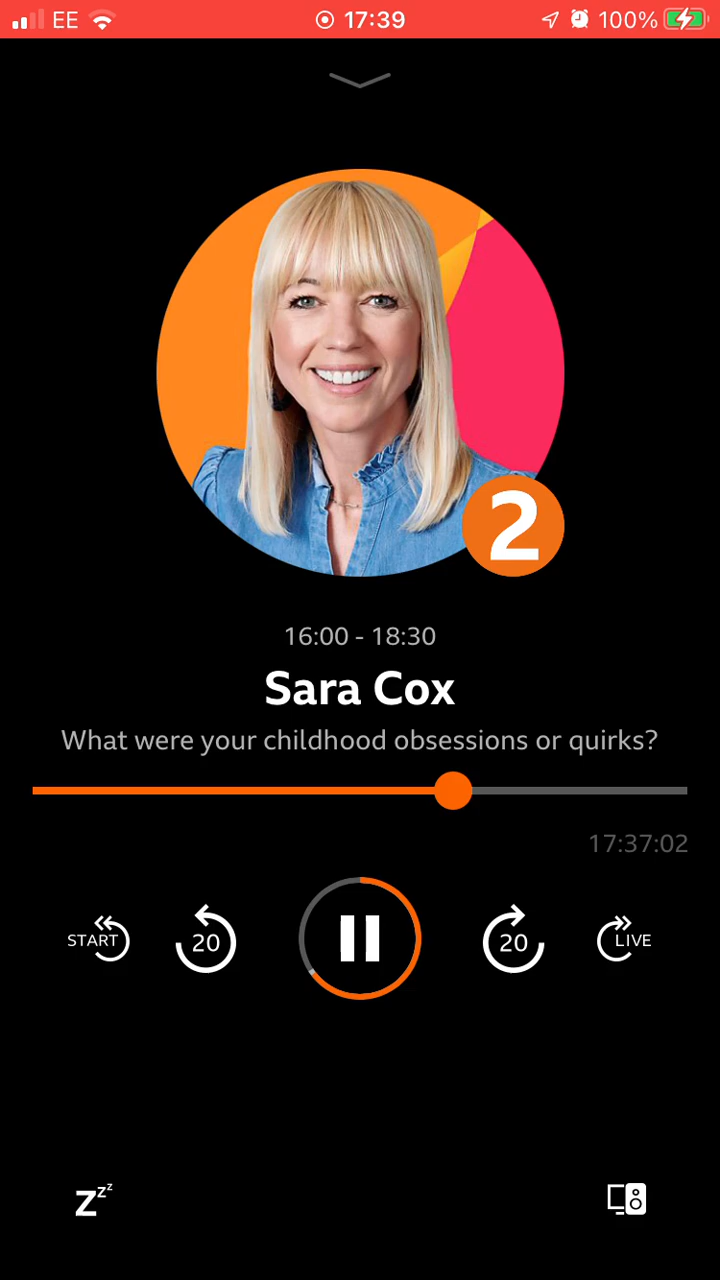 EE 17:39 100%
2
16:00 - 18:30
Sara Cox
What were your childhood obsessions or quirks?
17:37:02
START 20 20 LIVE
Zzz